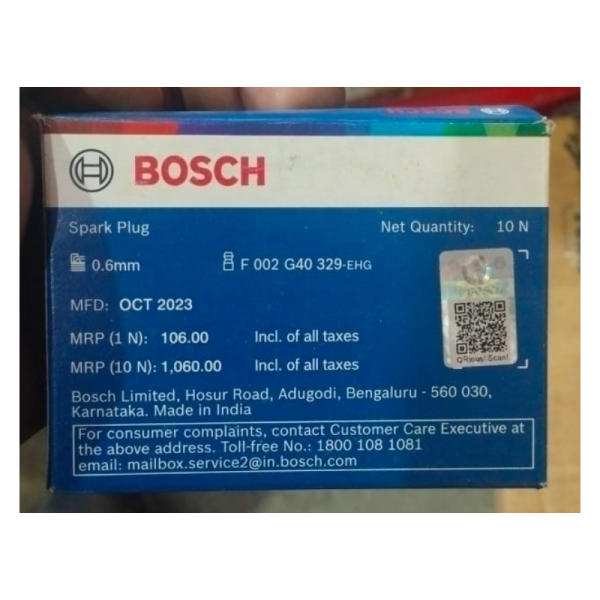 BOSCH
Spark Plug Net Quantity: 10 N
0.6mm F 002 G40 329-EHG
MFD: OCT 2023
MRP (1 N): 106.00 Incl. of all taxes
MRP (10 N): 1,060.00 Incl. of all taxes
QRious? Scan!
Bosch Limited, Hosur Road, Adugodi, Bengaluru - 560 030,
Karnataka. Made in India
For consumer complaints, contact Customer Care Executive at
the above address. Toll-free No.: 1800 108 1081
email: mailbox.service2@in.bosch.com